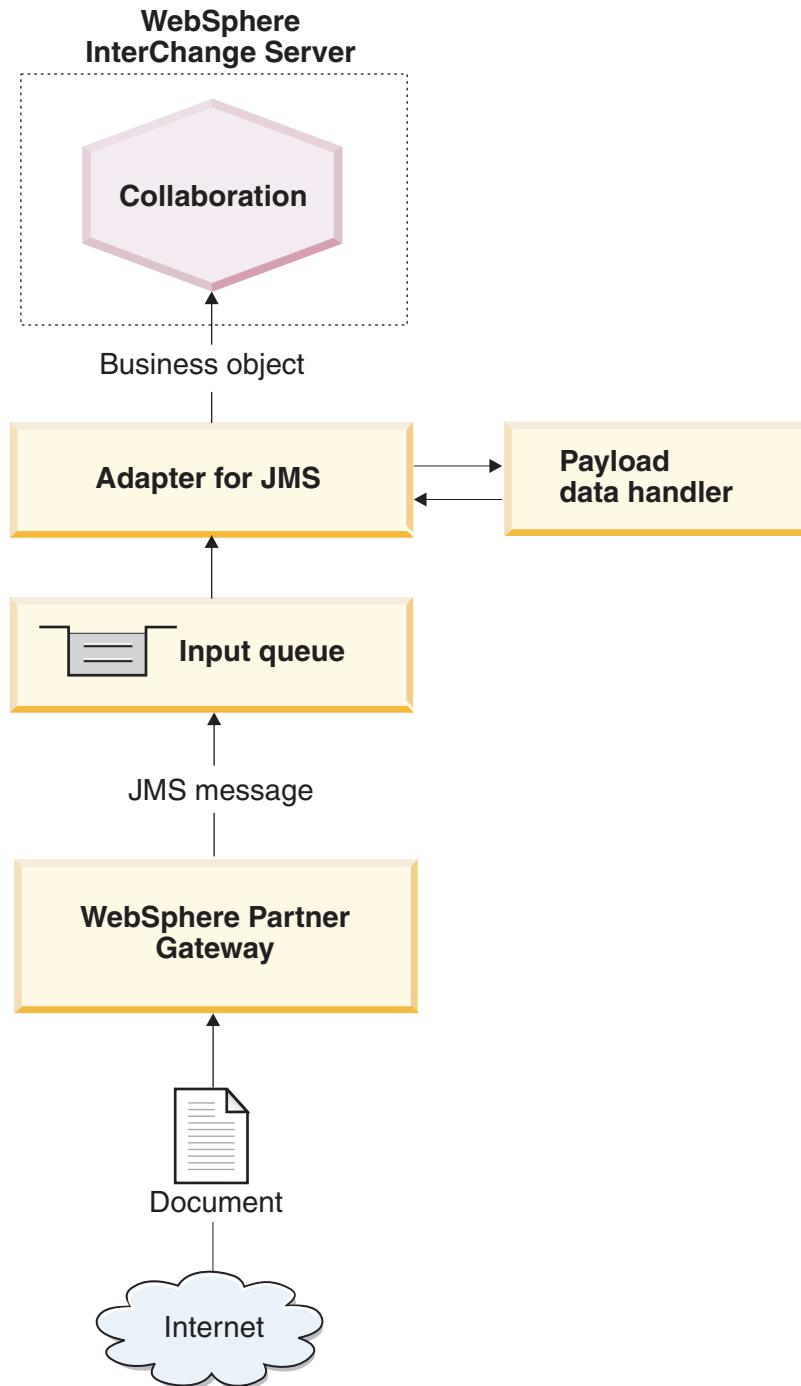 WebSphere
InterChange Server
Collaboration
Business object
Adapter for JMS
Payload
data handler
Input queue
JMS message
WebSphere Partner
Gateway
Document
Internet